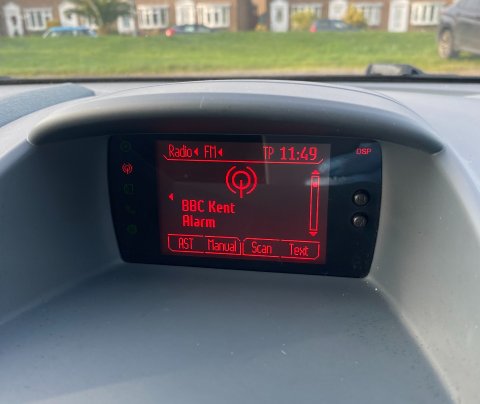 Radio FM TP 11:49
DSP
BBC Kent
Alarm
AST Manual Scan Text